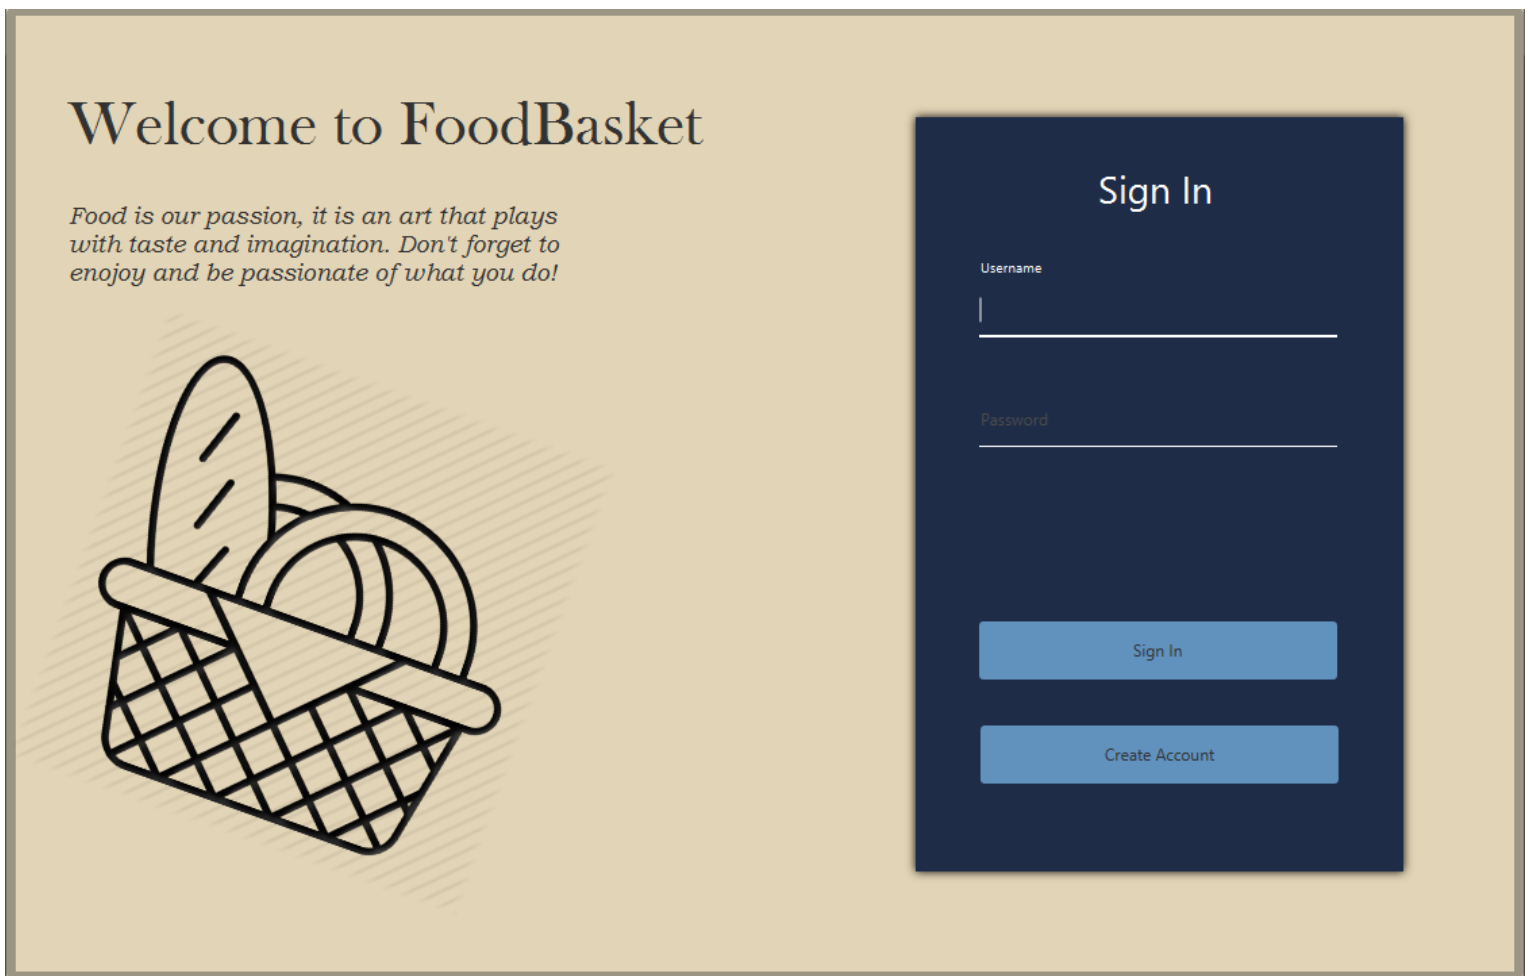 Welcome to FoodBasket
Food is our passion, it is an art that plays
with taste and imagination. Don't forget to
enojoy and be passionate of what you do!
Sign In
Username
Password
Sign In
Create Account